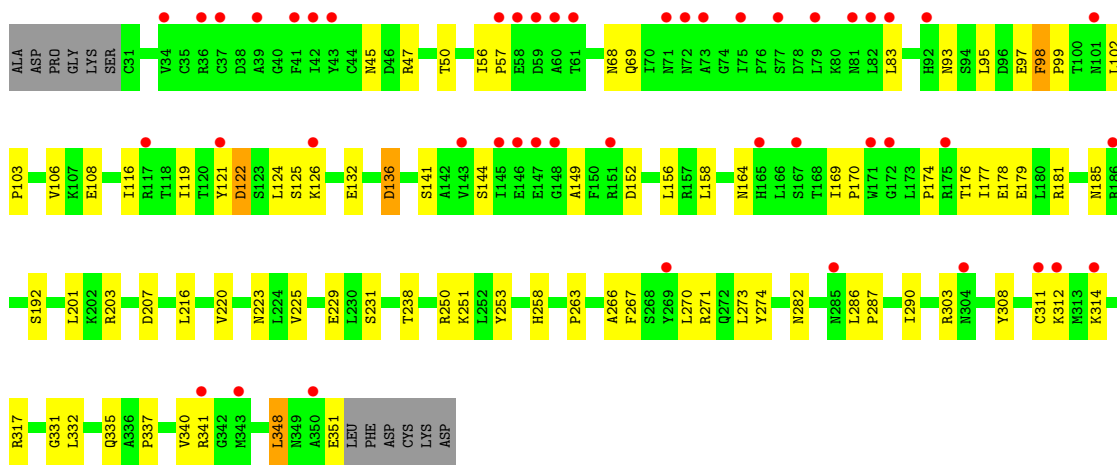 ALA ASP PRO GLY LYS SER C31 V34 C35 R36 C37 D38 A39 G40 F41 I42 Y43 C44 N45 D46 R47 T50 I56 P57 E58 D59 A60 T61 N68 Q69 I70 N71 N72 A73 G74 I75 P76 S77 D78 L79 K80 N81 L82 L83 H92 N93 S94 L95 D96 E97 F98 P99 T100 N101 L102
P103 V106 K107 E108 I116 R117 T118 I119 T120 Y121 D122 S123 L124 S125 K126 E132 D136 S141 A142 V143 S144 I145 E146 E147 G148 A149 F150 R151 D152 L156 R157 L158 N164 H165 L166 S167 T168 I169 P170 W171 G172 L173 P174 R175 T176 I177 E178 E179 L180 R181 N185 R186
S192 L201 K202 R203 D207 L216 V220 N223 L224 V225 E229 L230 S231 T238 R250 K251 L252 Y253 H258 P263 A266 F267 S268 Y269 L270 R271 Q272 L273 Y274 N282 N285 L286 P287 I290 R303 N304 Y308 C311 K312 M313 K314
R317 G331 L332 Q335 A336 P337 V340 R341 G342 M343 L348 N349 A350 E351 LEU PHE ASP CYS LYS ASP